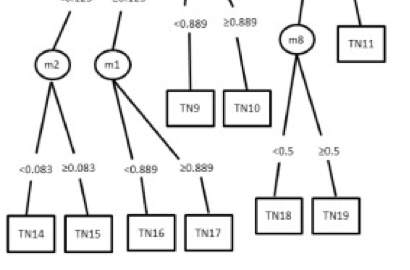 <0.889 ≥0.889
m8 TN11
m2 m1
TN9 TN10
<0.5 ≥0.5
<0.083 ≥0.083 <0.889 ≥0.889
TN18 TN19
TN14 TN15 TN16 TN17